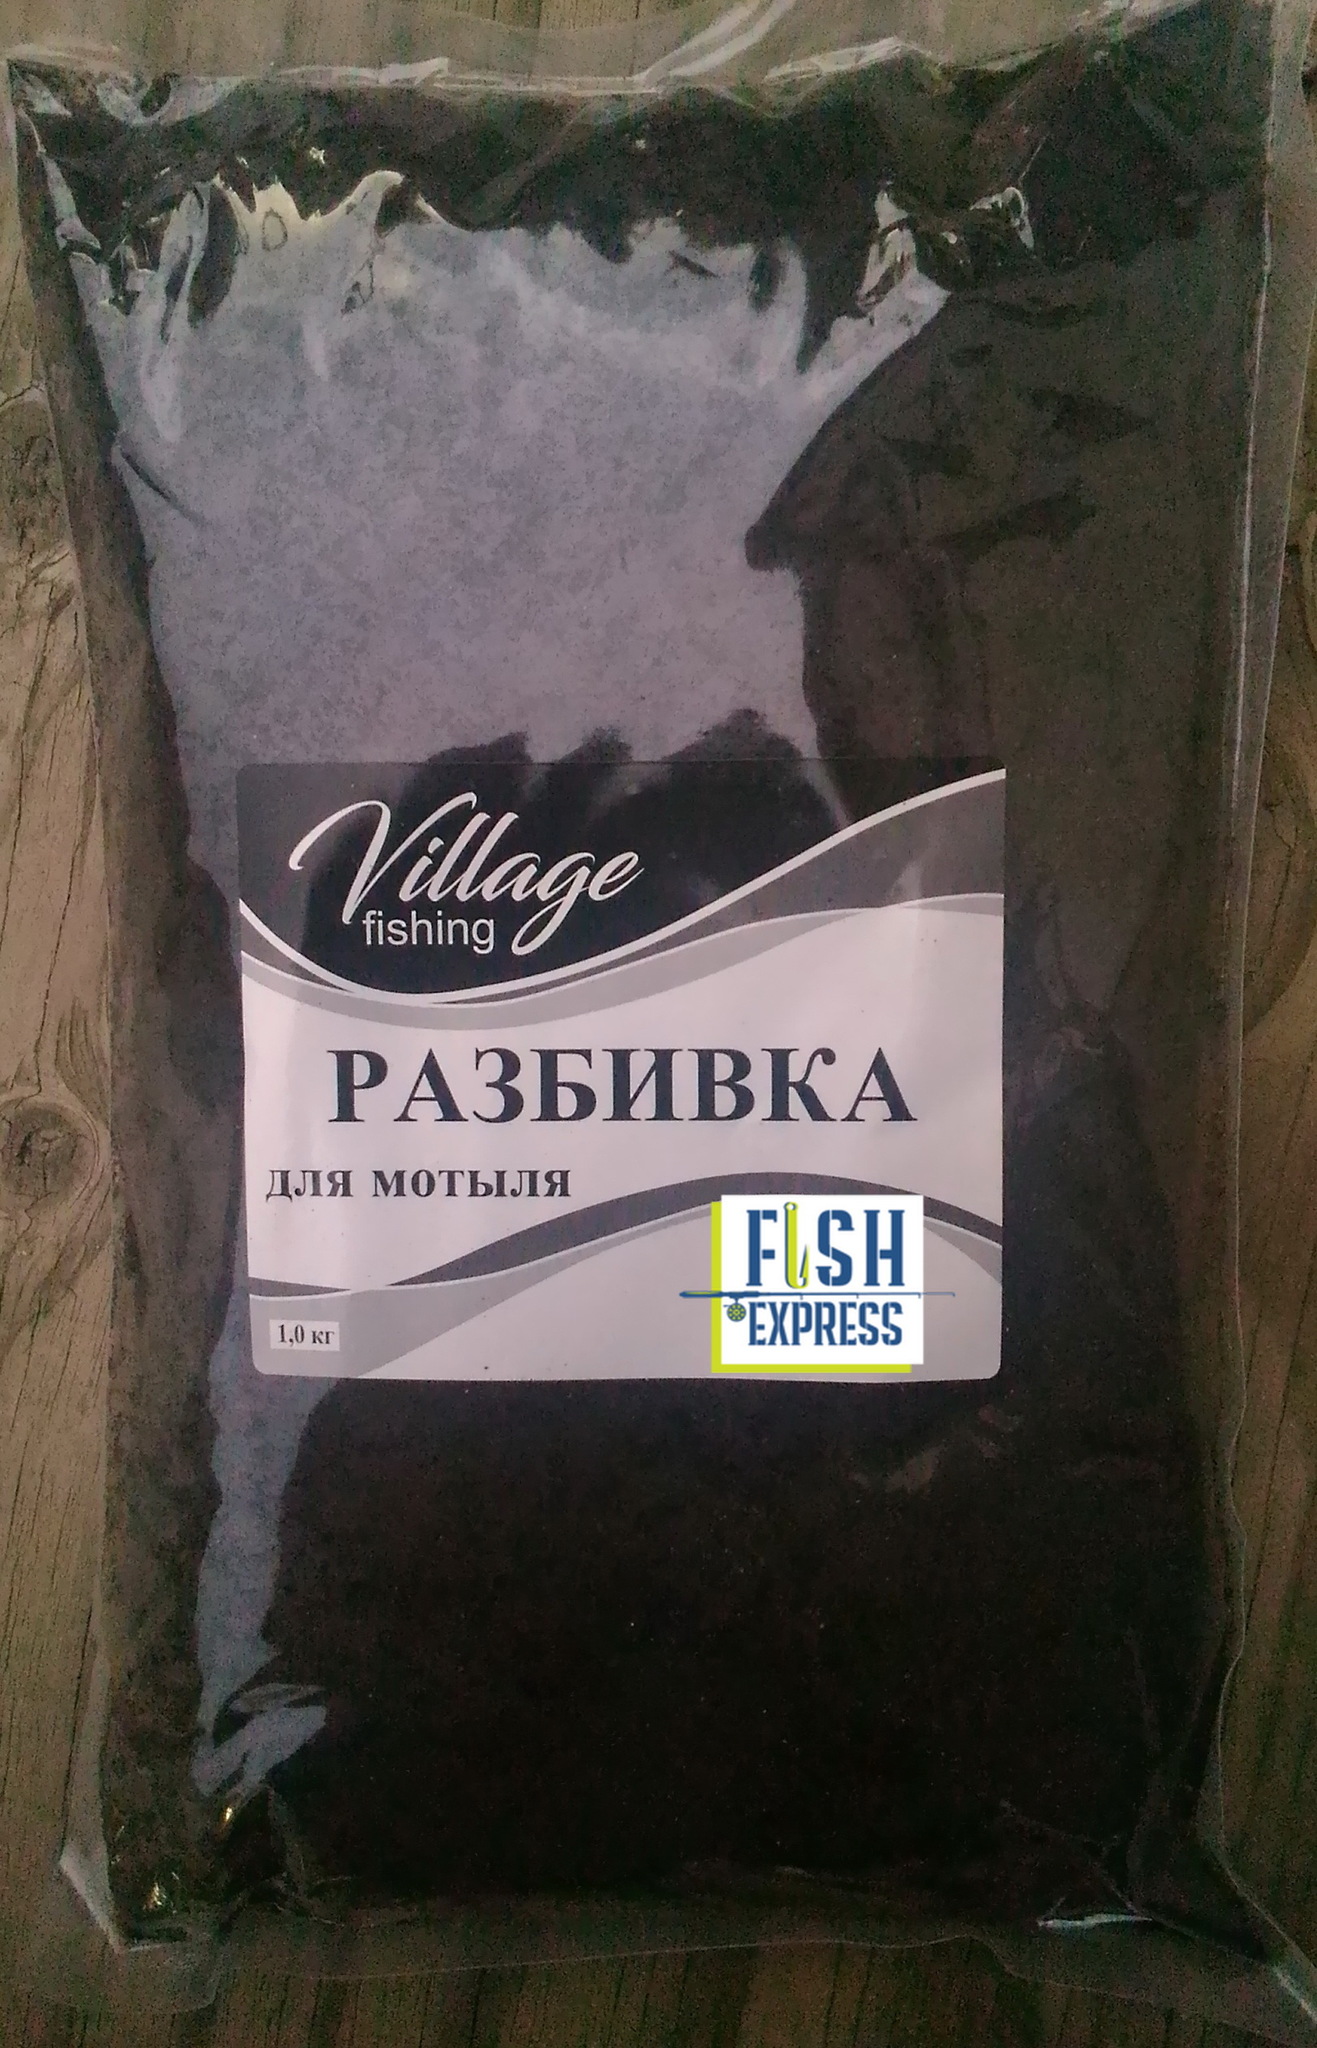 Village
fishing
РАЗБИВКА
для мотыля
FISH
EXPRESS
1,0 кг